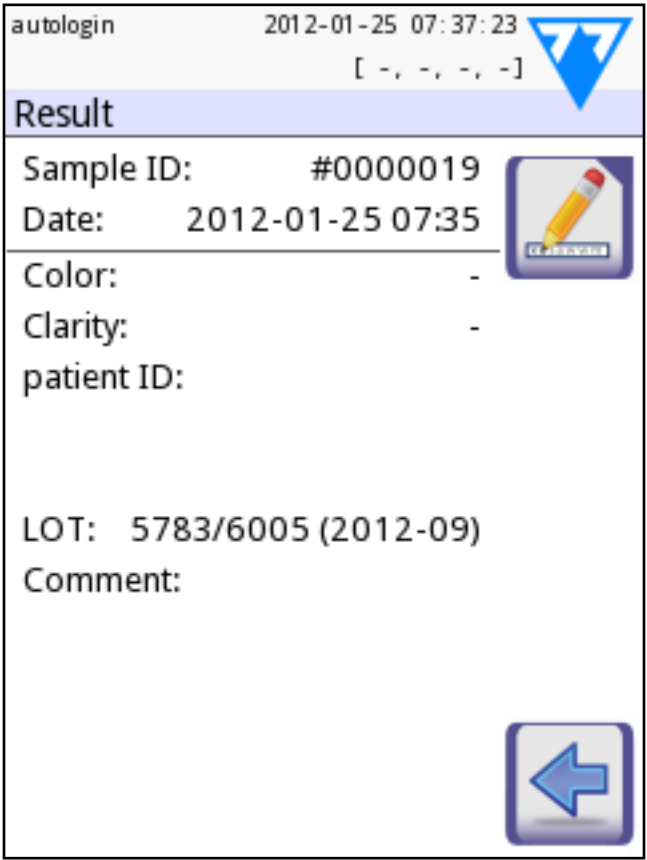 autologin 2012-01-25 07:37:23
[ -, -, -, -]
Result
Sample ID: #0000019
Date: 2012-01-25 07:35
Color: -
Clarity: -
patient ID:
LOT: 5783/6005 (2012-09)
Comment: